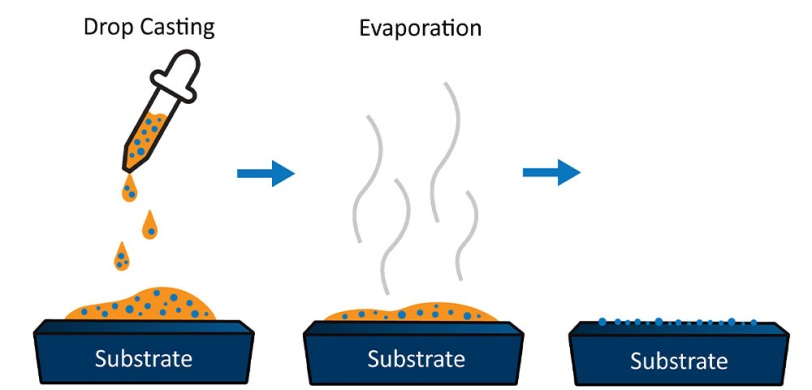 Drop Casting
Evaporation
Substrate
Substrate
Substrate